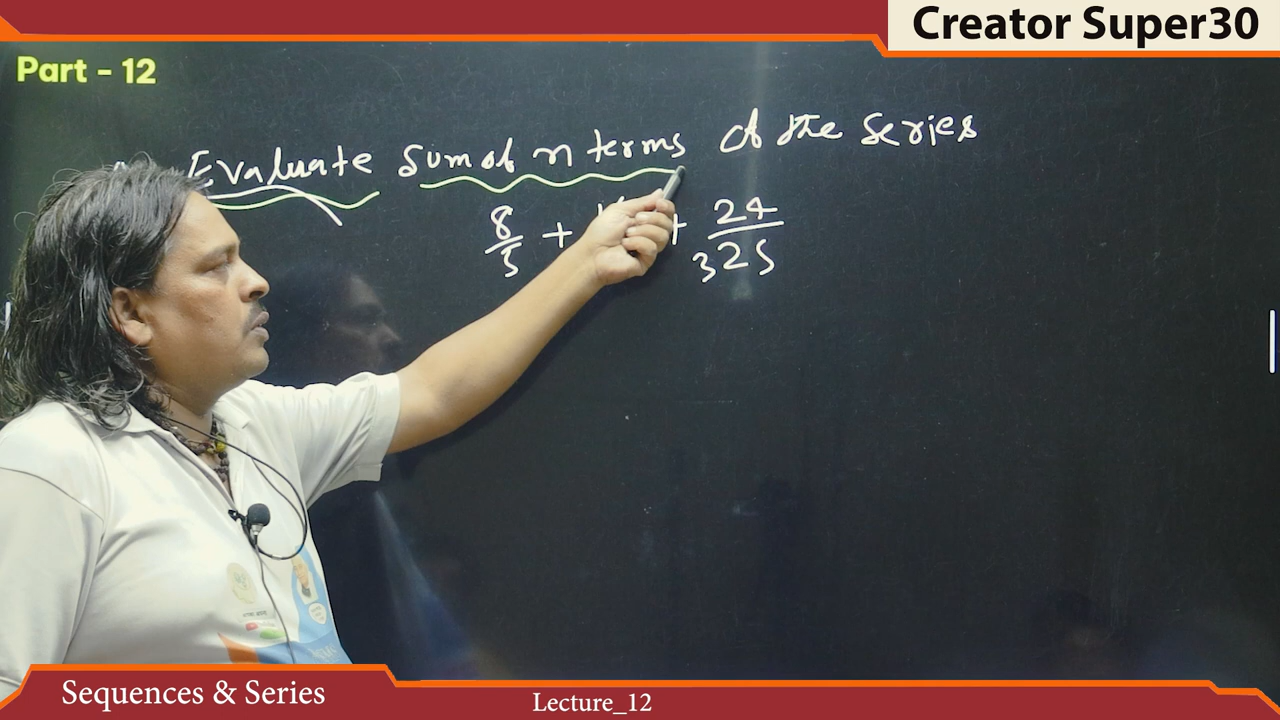 Creator Super30
Part - 12
Evaluate Sum of n terms of the Series
8/5 + + 24/325
Sequences & Series
Lecture_12